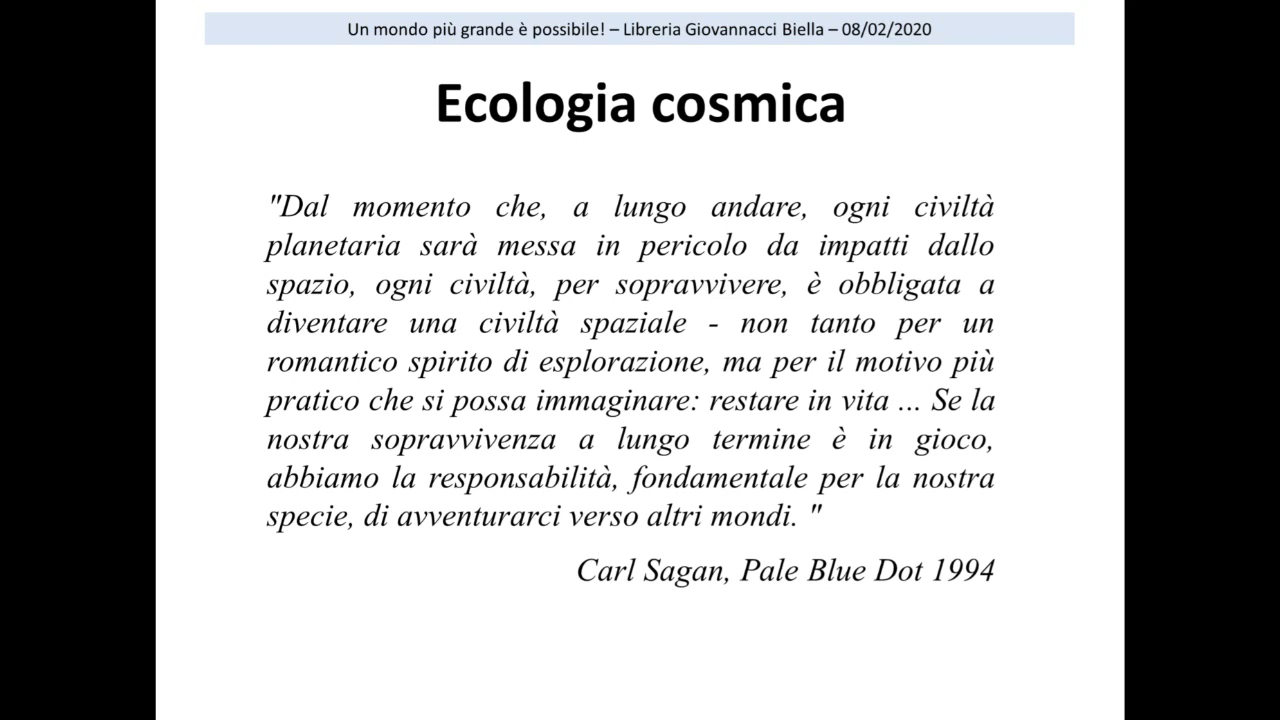 Un mondo più grande è possibile! – Libreria Giovannacci Biella – 08/02/2020
Ecologia cosmica
"Dal momento che, a lungo andare, ogni civiltà
planetaria sarà messa in pericolo da impatti dallo
spazio, ogni civiltà, per sopravvivere, è obbligata a
diventare una civiltà spaziale - non tanto per un
romantico spirito di esplorazione, ma per il motivo più
pratico che si possa immaginare: restare in vita ... Se la
nostra sopravvivenza a lungo termine è in gioco,
abbiamo la responsabilità, fondamentale per la nostra
specie, di avventurarci verso altri mondi. "
Carl Sagan, Pale Blue Dot 1994